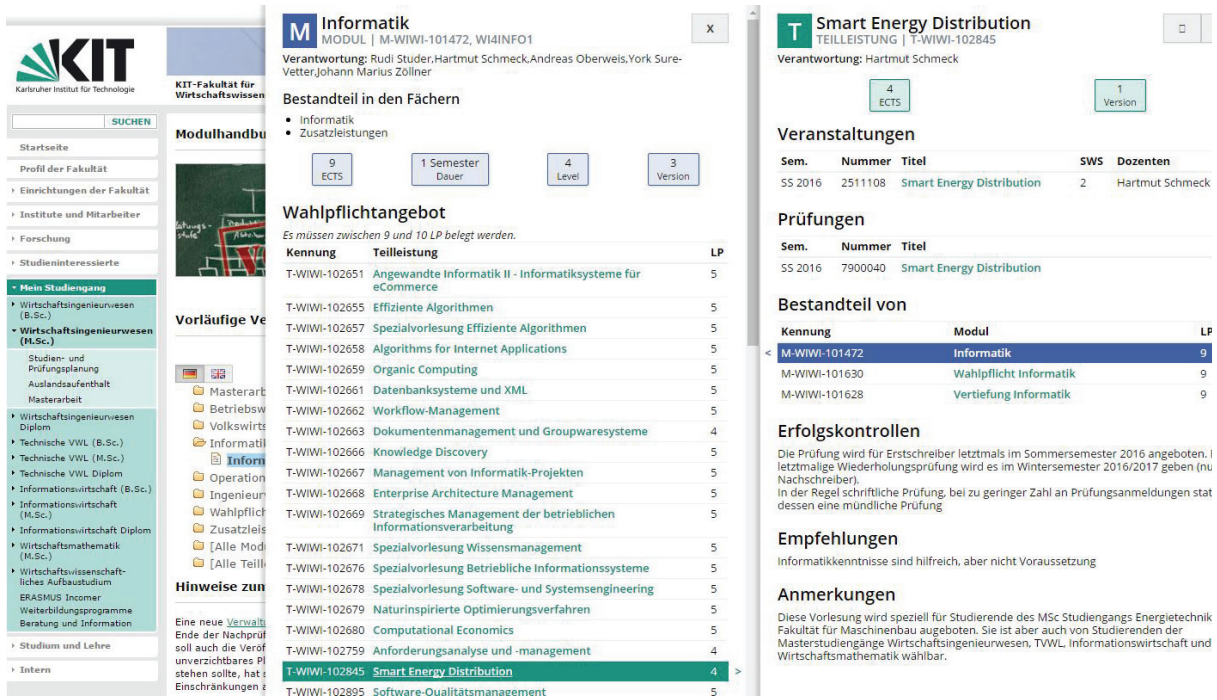 KIT
Karlsruher Institut für Technologie
SUCHEN
Startseite
Profil der Fakultät
Einrichtungen der Fakultät
Institute und Mitarbeiter
Forschung
Studieninteressierte
Mein Studiengang
Wirtschaftsingenieurwesen
(B.Sc.)
Wirtschaftsingenieurwesen
(M.Sc.)
Studien- und
Prüfungsplanung
Auslandsaufenthalt
Masterarbeit
Wirtschaftsingenieurwesen
Diplom
Technische VWL (B.Sc.)
Technische VWL (M.Sc.)
Technische VWL Diplom
Informationswirtschaft (B.Sc.)
Informationswirtschaft
(M.Sc.)
Informationswirtschaft Diplom
Wirtschaftsmathematik
(M.Sc.)
Wirtschaftswissenschaft-
liches Aufbaustudium
ERASMUS Incomer
Weiterbildungsprogramme
Beratung und Information
Studium und Lehre
Intern
KIT-Fakultät für
Wirtschaftswissen
Modulhandbu
Vorläufige Ve
Masterarb
Betriebsw
Volkswirts
Informatik
Inforn
Operation
Ingenieur
Wahlpflich
Zusatzleis
[Alle Mod
[Alle Teill
Hinweise zum
Eine neue Verwaltu
Ende der Nachprüf
soll auch die Veröf
unverzichtbares Pl
stehen sollte, hat s
Einschränkungen a
M Informatik X
MODUL | M-WIWI-101472, WI4INFO1
Verantwortung: Rudi Studer,Hartmut Schmeck,Andreas Oberweis,York Sure-
Vetter,Johann Marius Zöllner
Bestandteil in den Fächern
Informatik
Zusatzleistungen
9 1 Semester 4 3
ECTS Dauer Level Version
Wahlpflichtangebot
Es müssen zwischen 9 und 10 LP belegt werden.
Kennung Teilleistung LP
T-WIWI-102651 Angewandte Informatik II - Informatiksysteme für 5
eCommerce
T-WIWI-102655 Effiziente Algorithmen 5
T-WIWI-102657 Spezialvorlesung Effiziente Algorithmen 5
T-WIWI-102658 Algorithms for Internet Applications 5
T-WIWI-102659 Organic Computing 5
T-WIWI-102661 Datenbanksysteme und XML 5
T-WIWI-102662 Workflow-Management 5
T-WIWI-102663 Dokumentenmanagement und Groupwaresysteme 4
T-WIWI-102666 Knowledge Discovery 5
T-WIWI-102667 Management von Informatik-Projekten 5
T-WIWI-102668 Enterprise Architecture Management 5
T-WIWI-102669 Strategisches Management der betrieblichen 5
Informationsverarbeitung
T-WIWI-102671 Spezialvorlesung Wissensmanagement 5
T-WIWI-102676 Spezialvorlesung Betriebliche Informationssysteme 5
T-WIWI-102678 Spezialvorlesung Software- und Systemsengineering 5
T-WIWI-102679 Naturinspirierte Optimierungsverfahren 5
T-WIWI-102680 Computational Economics 5
T-WIWI-102759 Anforderungsanalyse und -management 4
T-WIWI-102845 Smart Energy Distribution 4 >
T-WIWI-102895 Software-Qualitätsmanagement 5
T Smart Energy Distribution
TEILLEISTUNG | T-WIWI-102845
Verantwortung: Hartmut Schmeck
4 1
ECTS Version
Veranstaltungen
Sem. Nummer Titel SWS Dozenten
SS 2016 2511108 Smart Energy Distribution 2 Hartmut Schmeck
Prüfungen
Sem. Nummer Titel
SS 2016 7900040 Smart Energy Distribution
Bestandteil von
Kennung Modul LP
< M-WIWI-101472 Informatik 9
M-WIWI-101630 Wahlpflicht Informatik 9
M-WIWI-101628 Vertiefung Informatik 9
Erfolgskontrollen
Die Prüfung wird für Erstschreiber letztmals im Sommersemester 2016 angeboten.
letztmalige Wiederholungsprüfung wird es im Wintersemester 2016/2017 geben (nu
Nachschreiber).
In der Regel schriftliche Prüfung, bei zu geringer Zahl an Prüfungsanmeldungen stat
dessen eine mündliche Prüfung
Empfehlungen
Informatikkenntnisse sind hilfreich, aber nicht Voraussetzung
Anmerkungen
Diese Vorlesung wird speziell für Studierende des MSc Studiengangs Energietechnik
Fakultät für Maschinenbau augeboten. Sie ist aber auch von Studierenden der
Masterstudiengänge Wirtschaftsingenieurwesen, TVWL, Informationswirtschaft und
Wirtschaftsmathematik wählbar.